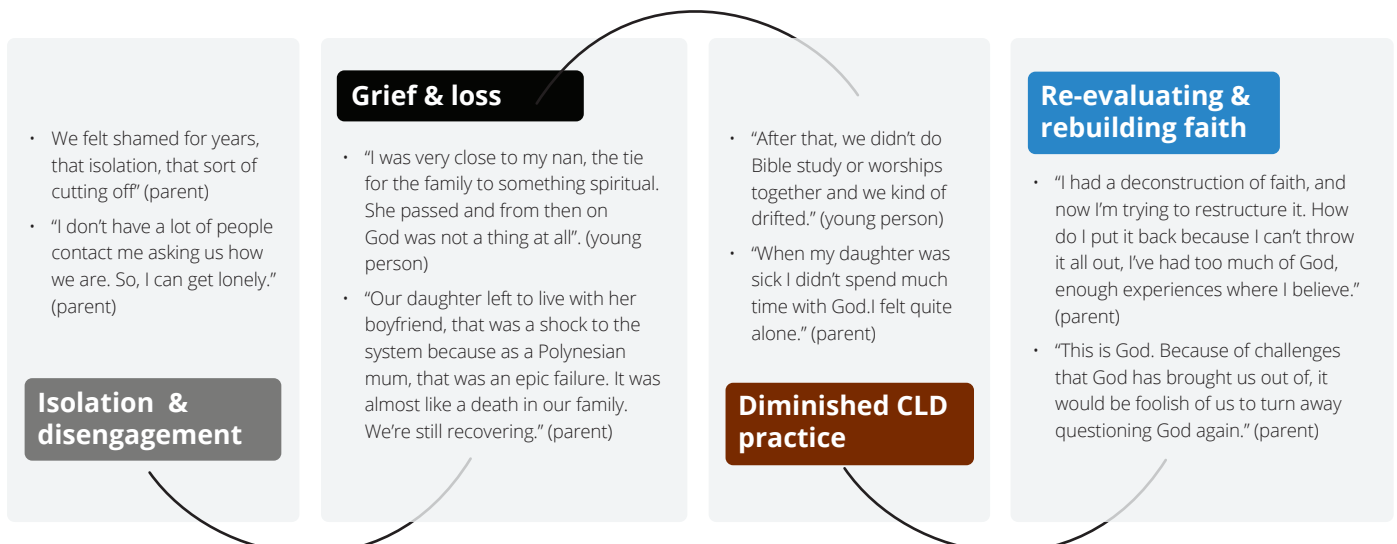 • We felt shamed for years,
that isolation, that sort of
cutting off” (parent)
• “I don’t have a lot of people
contact me asking us how
we are. So, I can get lonely.”
(parent)
Isolation  &
disengagement
Grief & loss
• “I was very close to my nan, the tie
for the family to something spiritual.
She passed and from then on
God was not a thing at all”. (young
person)
• “Our daughter left to live with her
boyfriend, that was a shock to the
system because as a Polynesian
mum, that was an epic failure. It was
almost like a death in our family.
We’re still recovering.” (parent)
• “After that, we didn’t do
Bible study or worships
together and we kind of
drifted.” (young person)
• “When my daughter was
sick I didn’t spend much
time with God.I felt quite
alone.” (parent)
Diminished CLD
practice
Re-evaluating &
rebuilding faith
• “I had a deconstruction of faith, and
now I’m trying to restructure it. How
do I put it back because I can’t throw
it all out, I’ve had too much of God,
enough experiences where I believe.”
(parent)
• “This is God. Because of challenges
that God has brought us out of, it
would be foolish of us to turn away
questioning God again.” (parent)